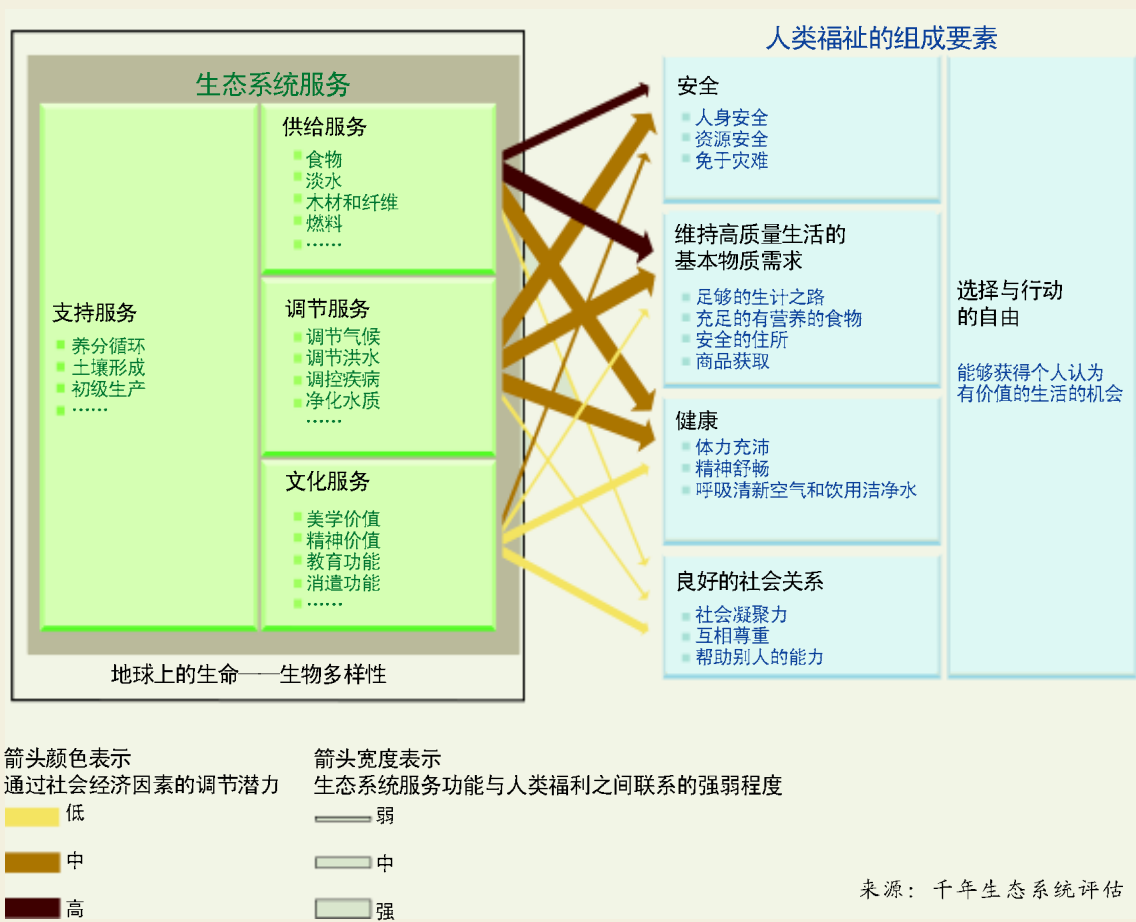 生态系统服务
支持服务
养分循环
土壤形成
初级生产
……
供给服务
食物
淡水
木材和纤维
燃料
……
调节服务
调节气候
调节洪水
调控疾病
净化水质
……
文化服务
美学价值
精神价值
教育功能
消遣功能
……
地球上的生命——生物多样性
人类福祉的组成要素
安全
人身安全
资源安全
免于灾难
维持高质量生活的
基本物质需求
足够的生计之路
充足的有营养的食物
安全的住所
商品获取
健康
体力充沛
精神舒畅
呼吸清新空气和饮用洁净水
良好的社会关系
社会凝聚力
互相尊重
帮助别人的能力
选择与行动
的自由
能够获得个人认为
有价值的生活的机会
箭头颜色表示
通过社会经济因素的调节潜力
低
中
高
箭头宽度表示
生态系统服务功能与人类福利之间联系的强弱程度
弱
中
强
来源：千年生态系统评估